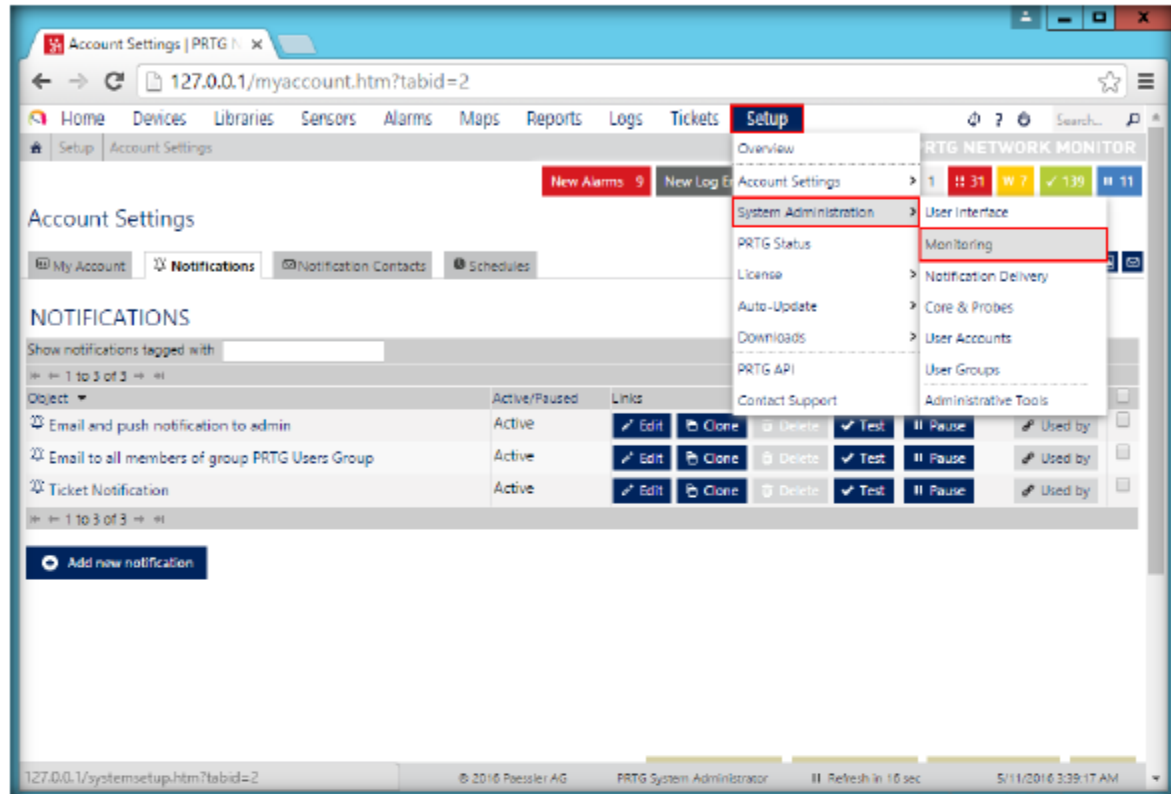 Account Settings | PRTG N
127.0.0.1/myaccount.htm?tabid=2
Home Devices Libraries Sensors Alarms Maps Reports Logs Tickets Setup Search...
Setup Account Settings
PRTG NETWORK MONITOR
New Alarms 9 New Log En 1 !! 31 W 7 139 11
Overview
Account Settings
System Administration
PRTG Status
License
Auto-Update
Downloads
PRTG API
Contact Support
User Interface
Monitoring
Notification Delivery
Core & Probes
User Accounts
User Groups
Administrative Tools
Account Settings
My Account Notifications Notification Contacts Schedules
NOTIFICATIONS
Show notifications tagged with
1 to 3 of 3
Object Active/Paused Links
Email and push notification to admin Active Edit Clone Delete Test Pause Used by
Email to all members of group PRTG Users Group Active Edit Clone Delete Test Pause Used by
Ticket Notification Active Edit Clone Delete Test Pause Used by
1 to 3 of 3
Add new notification
127.0.0.1/systemsetup.htm?tabid=2 © 2016 Paessler AG PRTG System Administrator Refresh in 16 sec 5/11/2016 3:39:17 AM